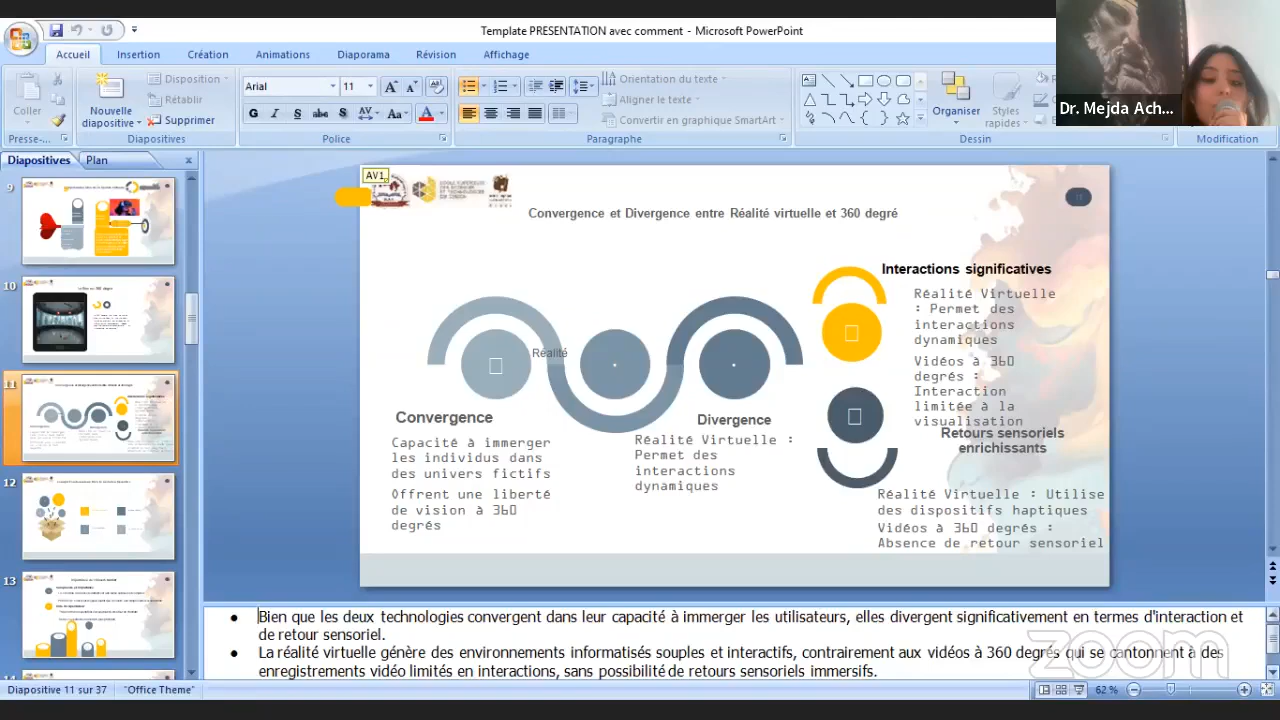 Template PRESENTATION avec comment - Microsoft PowerPoint
Accueil Insertion Création Animations Diaporama Révision Affichage
Coller
Nouvelle diapositive
Disposition
Rétablir
Supprimer
Presse-... Diapositives
Arial 11
G I S abc S AV Aa A
Police
Orientation du texte
Aligner le texte
Convertir en graphique SmartArt
Paragraphe
Organiser
Styles rapides
Dessin
Modification
Dr. Mejda Ach...
Diapositives Plan
9
10
11
12
13
AV1
Convergence et Divergence entre Réalité virtuelle et 360 degré
Réalité
Convergence
Capacité à immerger
les individus dans
des univers fictifs
Offrent une liberté
de vision à 360
degrés
Divergence
Réalité Virtuelle :
Permet des
interactions
dynamiques
Interactions significatives
Réalité Virtuelle
: Permet des
interactions
dynamiques
Vidéos à 360
degrés :
Interaction
limitée à la
visualisation
Retours sensoriels
enrichissants
Réalité Virtuelle : Utilise
des dispositifs haptiques
Vidéos à 360 degrés :
Absence de retour sensoriel
Bien que les deux technologies convergent dans leur capacité à immerger les utilisateurs, elles divergent significativement en termes d'interaction et
de retour sensoriel.
La réalité virtuelle génère des environnements informatisés souples et interactifs, contrairement aux vidéos à 360 degrés qui se cantonnent à des
enregistrements vidéo limités en interactions, sans possibilité de retours sensoriels immersifs.
zoom
Diapositive 11 sur 37 "Office Theme" 62 %